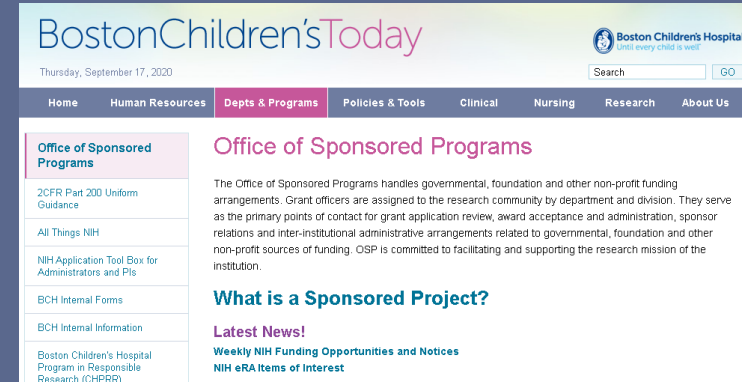 BostonChildren'sToday
Boston Children's Hospital
Until every child is well
Thursday, September 17, 2020
Search
GO
Home
Human Resources
Depts & Programs
Policies & Tools
Clinical
Nursing
Research
About Us
Office of Sponsored
Programs
2CFR Part 200 Uniform
Guidance
All Things NIH
NIH Application Tool Box for
Administrators and PIs
BCH Internal Forms
BCH Internal Information
Boston Children's Hospital
Program in Responsible
Research (CHPRR)
Office of Sponsored Programs
The Office of Sponsored Programs handles governmental, foundation and other non-profit funding
arrangements. Grant officers are assigned to the research community by department and division. They serve
as the primary points of contact for grant application review, award acceptance and administration, sponsor
relations and inter-institutional administrative arrangements related to governmental, foundation and other
non-profit sources of funding. OSP is committed to facilitating and supporting the research mission of the
institution.
What is a Sponsored Project?
Latest News!
Weekly NIH Funding Opportunities and Notices
NIH eRA Items of Interest